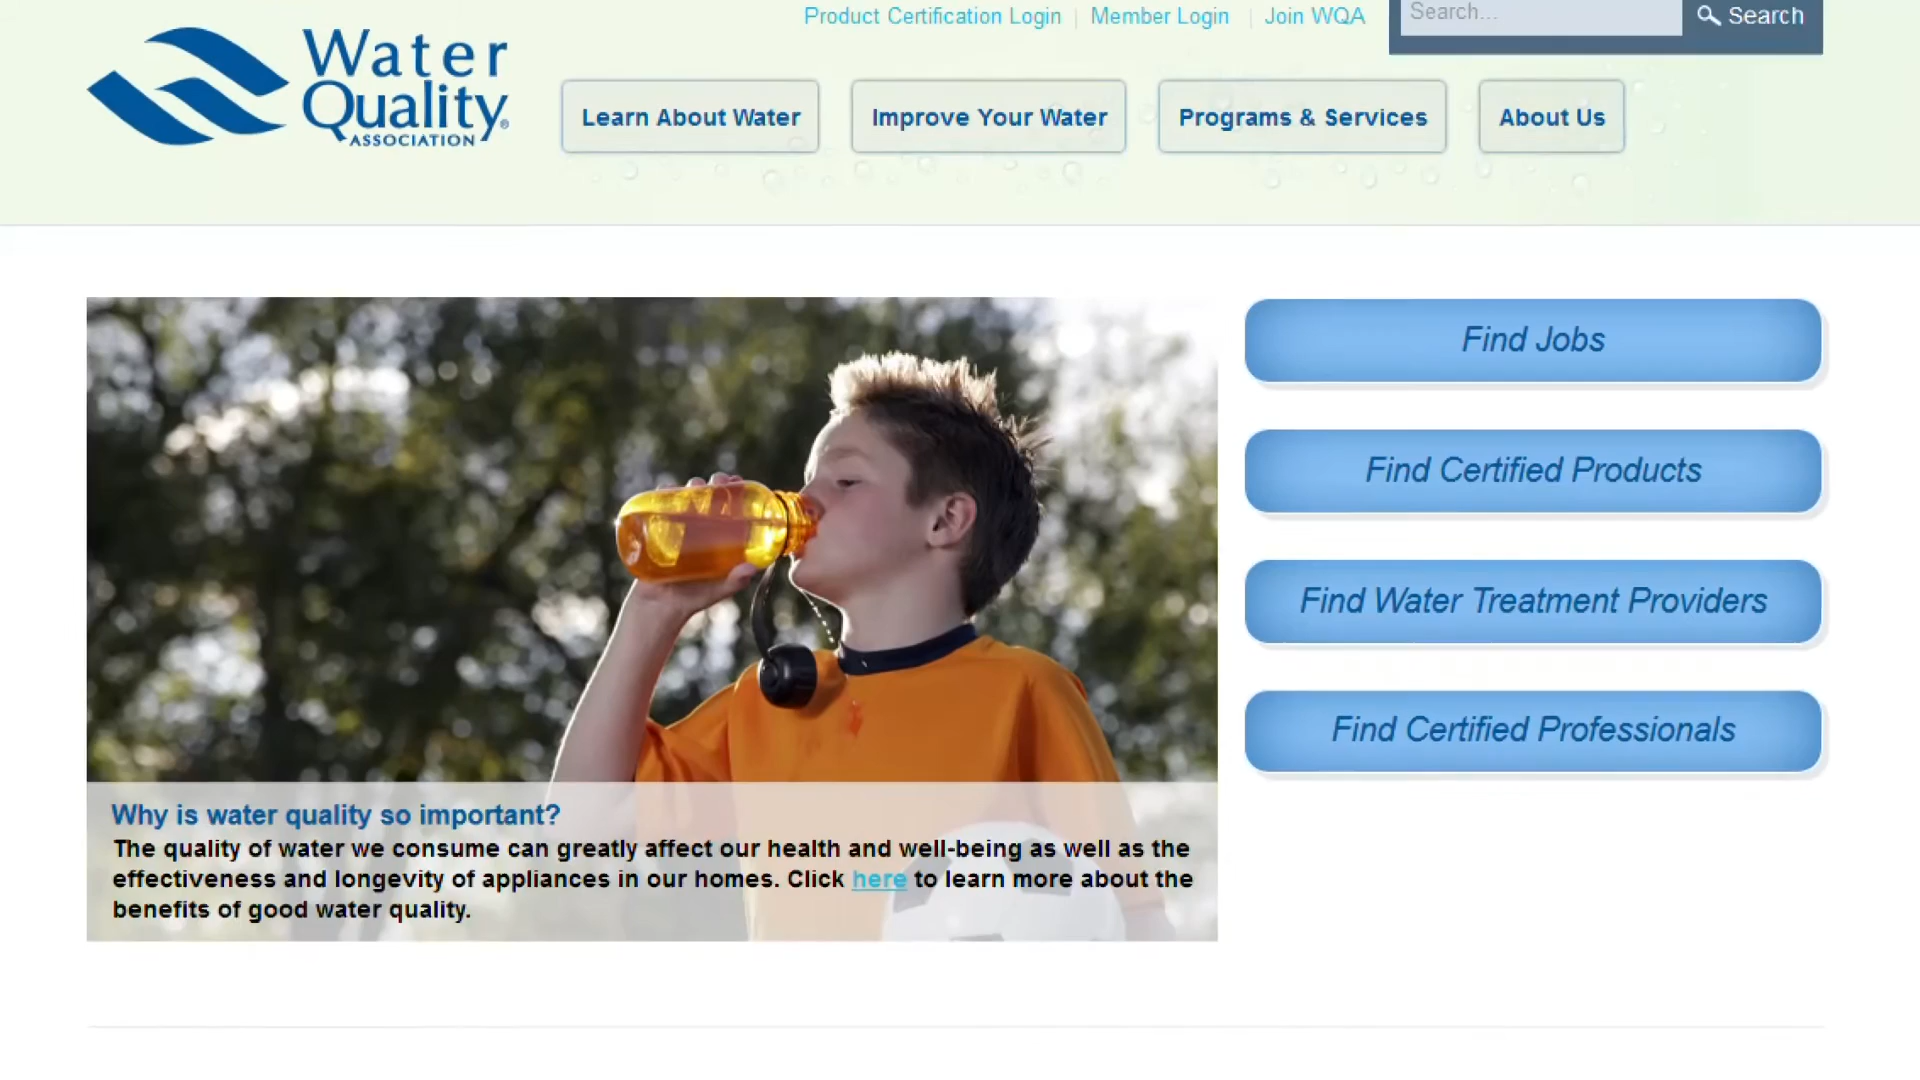 Product Certification Login
Member Login
Join WQA
Search...
Search
Water
Quality®
ASSOCIATION
Learn About Water
Improve Your Water
Programs & Services
About Us
Find Jobs
Find Certified Products
Find Water Treatment Providers
Find Certified Professionals
Why is water quality so important?
The quality of water we consume can greatly affect our health and well-being as well as the
effectiveness and longevity of appliances in our homes. Click here to learn more about the
benefits of good water quality.